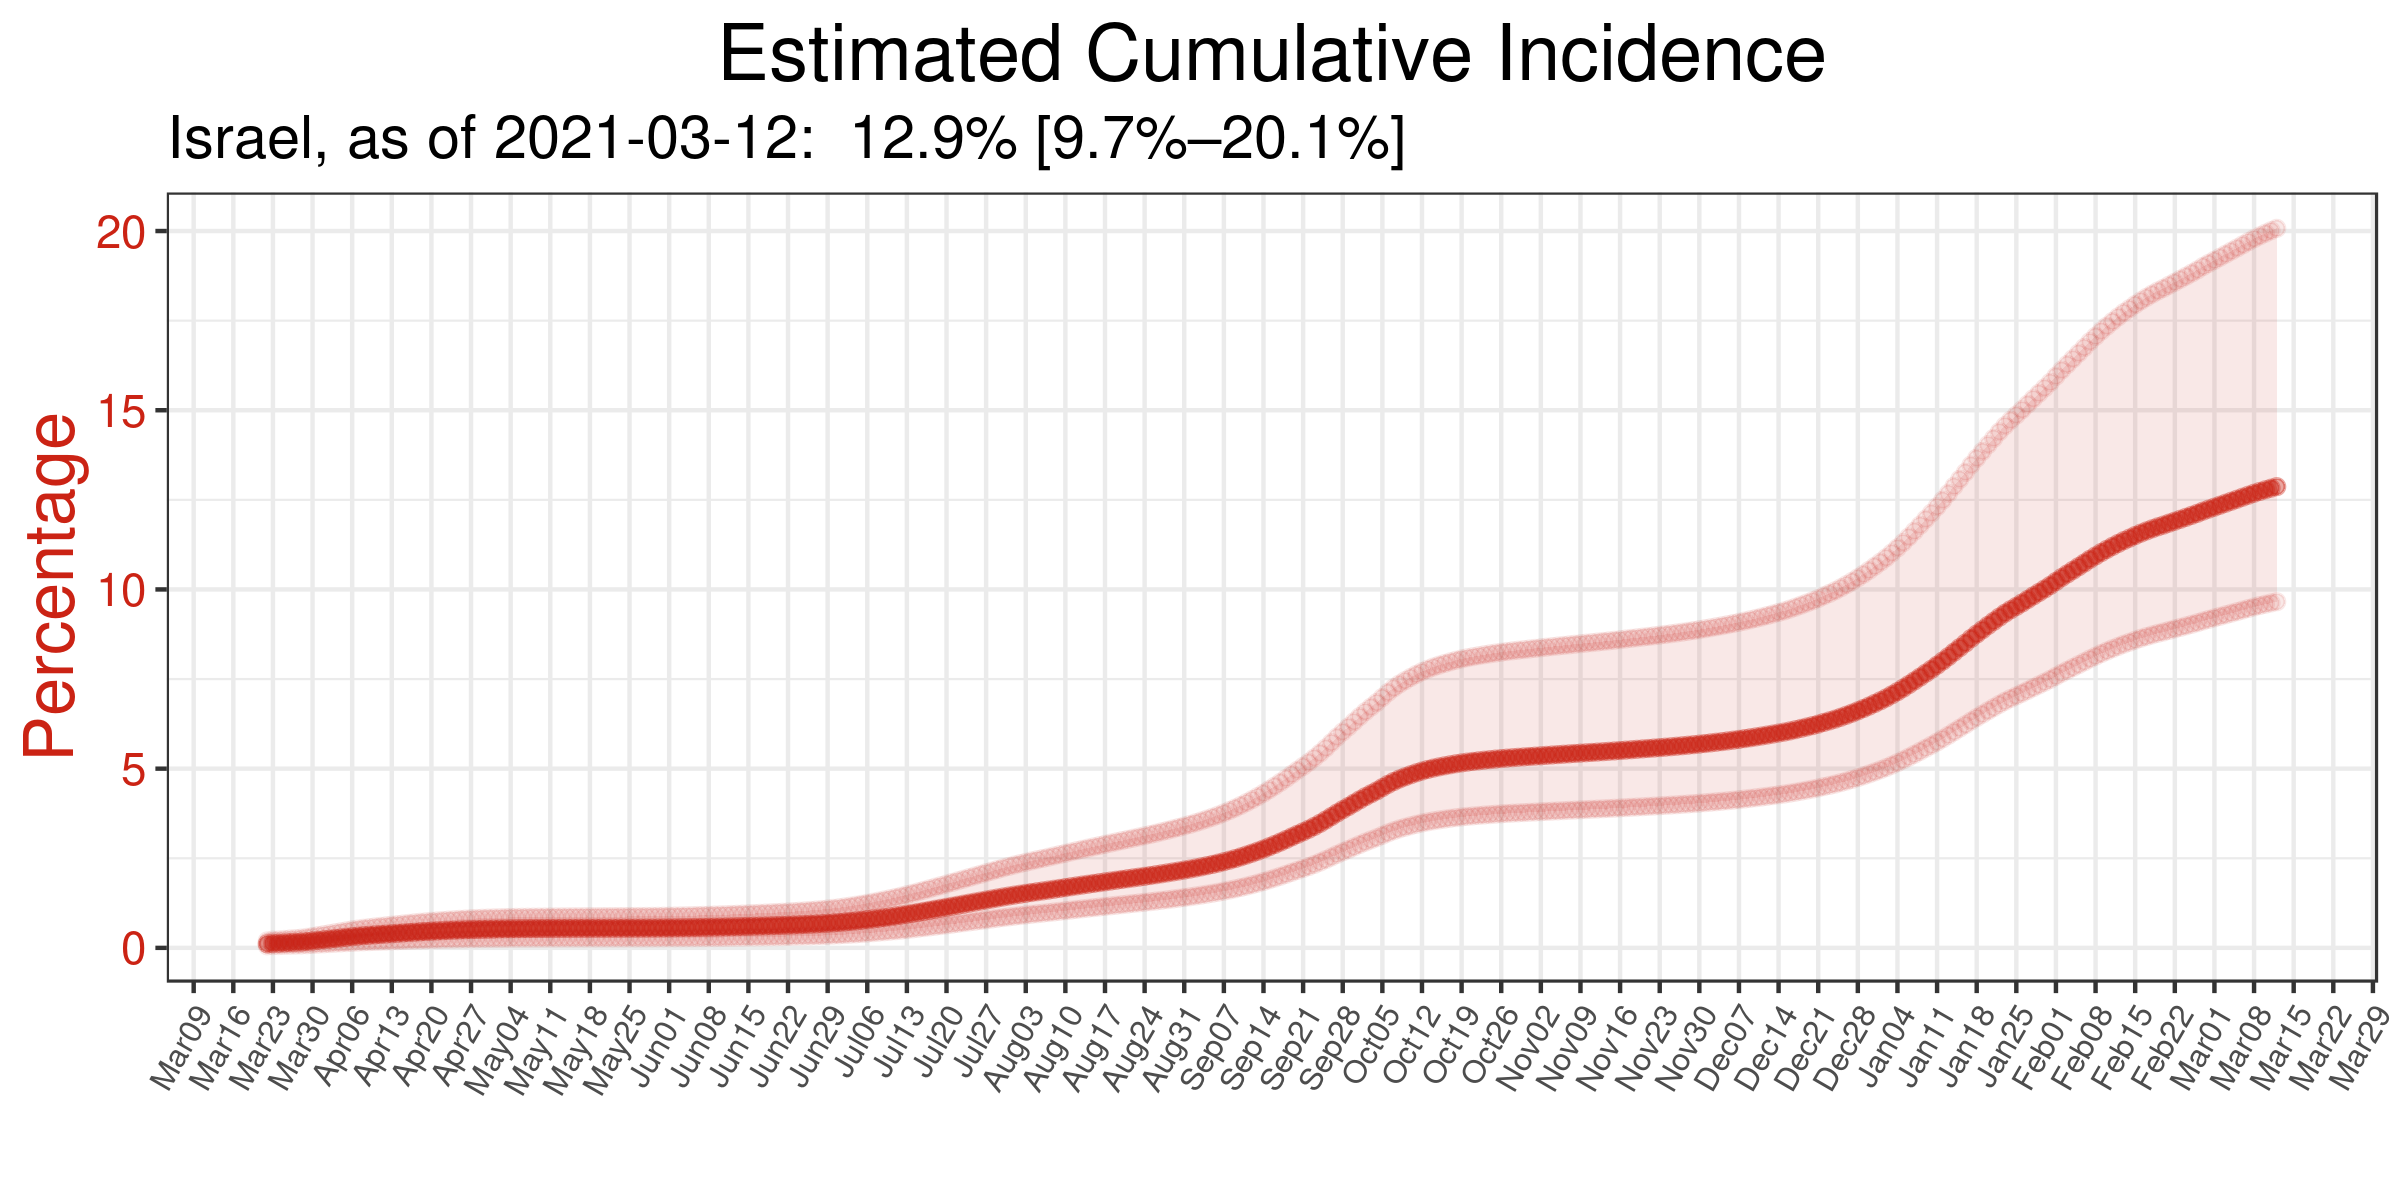 Estimated Cumulative Incidence
Israel, as of 2021-03-12:  12.9% [9.7%–20.1%]
Percentage
20
15
10
5
0
Mar09
Mar16
Mar23
Mar30
Apr06
Apr13
Apr20
Apr27
May04
May11
May18
May25
Jun01
Jun08
Jun15
Jun22
Jun29
Jul06
Jul13
Jul20
Jul27
Aug03
Aug10
Aug17
Aug24
Aug31
Sep07
Sep14
Sep21
Sep28
Oct05
Oct12
Oct19
Oct26
Nov02
Nov09
Nov16
Nov23
Nov30
Dec07
Dec14
Dec21
Dec28
Jan04
Jan11
Jan18
Jan25
Feb01
Feb08
Feb15
Feb22
Mar01
Mar08
Mar15
Mar22
Mar29